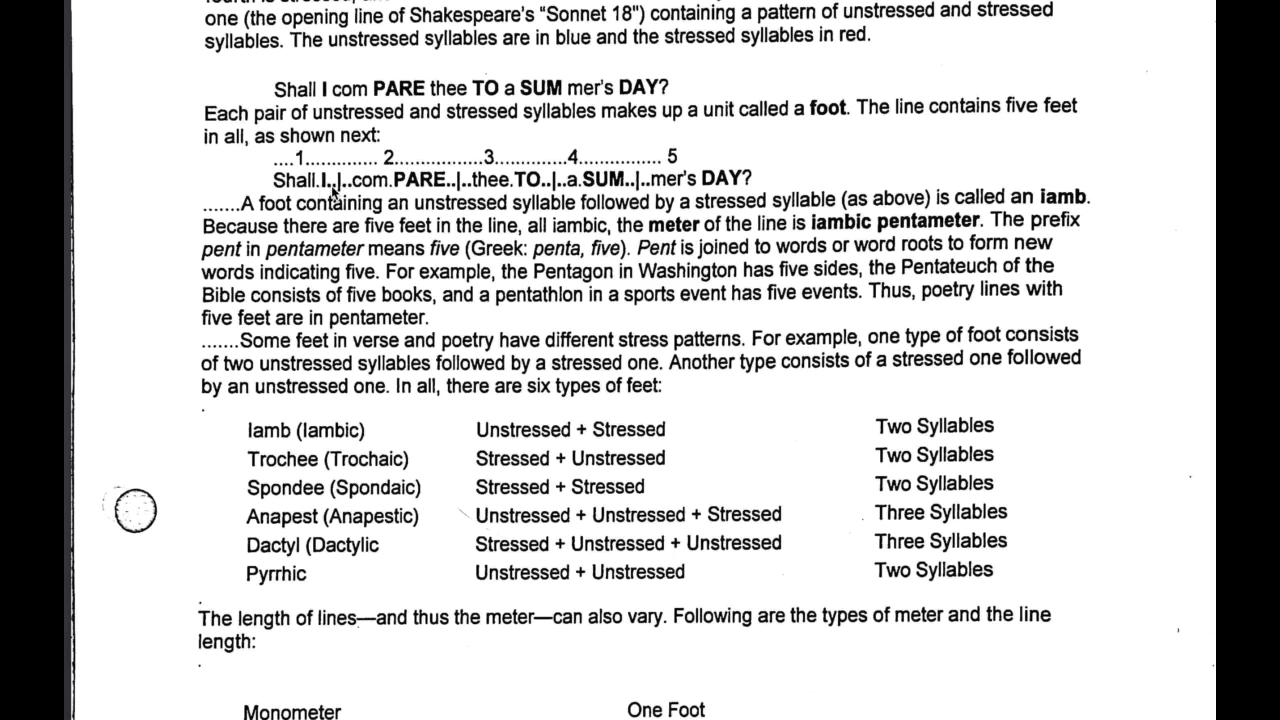 one (the opening line of Shakespeare's "Sonnet 18") containing a pattern of unstressed and stressed
syllables. The unstressed syllables are in blue and the stressed syllables in red.
Shall I com PARE thee TO a SUM mer's DAY?
Each pair of unstressed and stressed syllables makes up a unit called a foot. The line contains five feet
in all, as shown next:
....1............. 2................3.............4............... 5
Shall.I..|..com.PARE..|..thee.TO..|..a.SUM..|..mer's DAY?
.......A foot containing an unstressed syllable followed by a stressed syllable (as above) is called an iamb.
Because there are five feet in the line, all iambic, the meter of the line is iambic pentameter. The prefix
pent in pentameter means five (Greek: penta, five). Pent is joined to words or word roots to form new
words indicating five. For example, the Pentagon in Washington has five sides, the Pentateuch of the
Bible consists of five books, and a pentathlon in a sports event has five events. Thus, poetry lines with
five feet are in pentameter.
.......Some feet in verse and poetry have different stress patterns. For example, one type of foot consists
of two unstressed syllables followed by a stressed one. Another type consists of a stressed one followed
by an unstressed one. In all, there are six types of feet:
Iamb (Iambic) Unstressed + Stressed Two Syllables
Trochee (Trochaic) Stressed + Unstressed Two Syllables
Spondee (Spondaic) Stressed + Stressed Two Syllables
Anapest (Anapestic) Unstressed + Unstressed + Stressed Three Syllables
Dactyl (Dactylic Stressed + Unstressed + Unstressed Three Syllables
Pyrrhic Unstressed + Unstressed Two Syllables
The length of lines—and thus the meter—can also vary. Following are the types of meter and the line
length:
Monometer One Foot